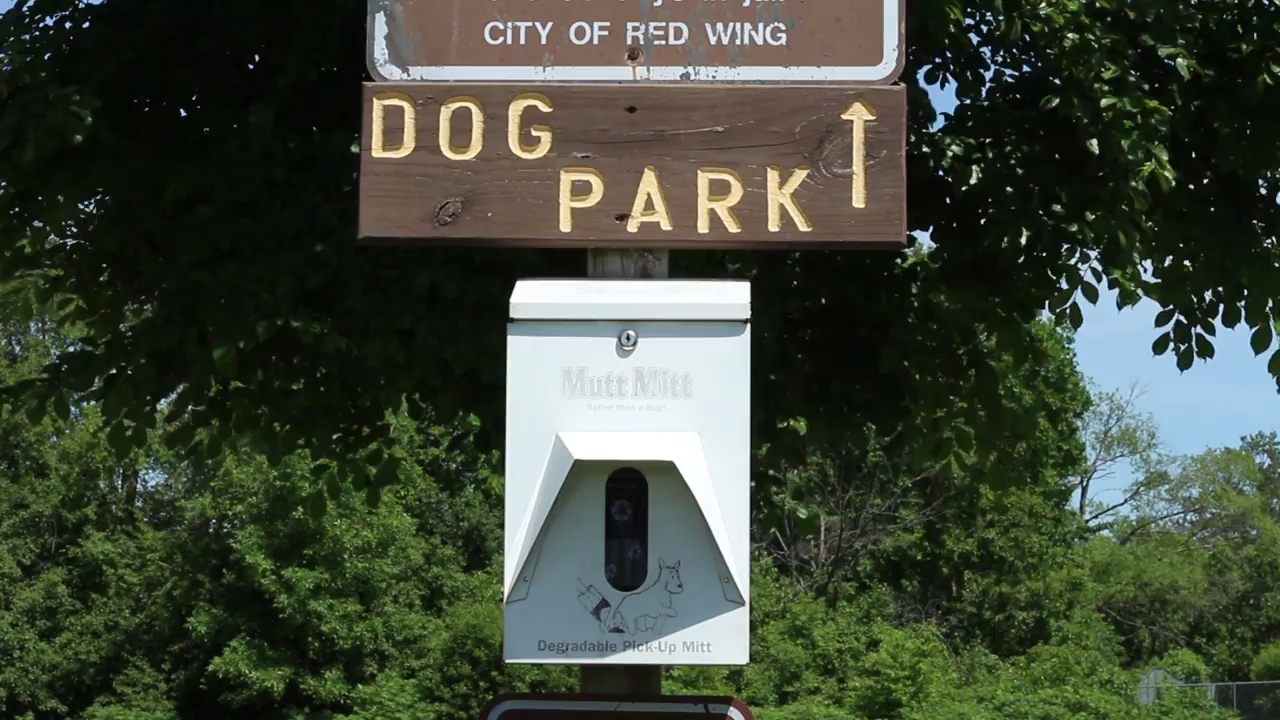 CITY OF RED WING
DOG
PARK
Mutt Mitt
Better than a Bag!
Degradable Pick-Up Mitt